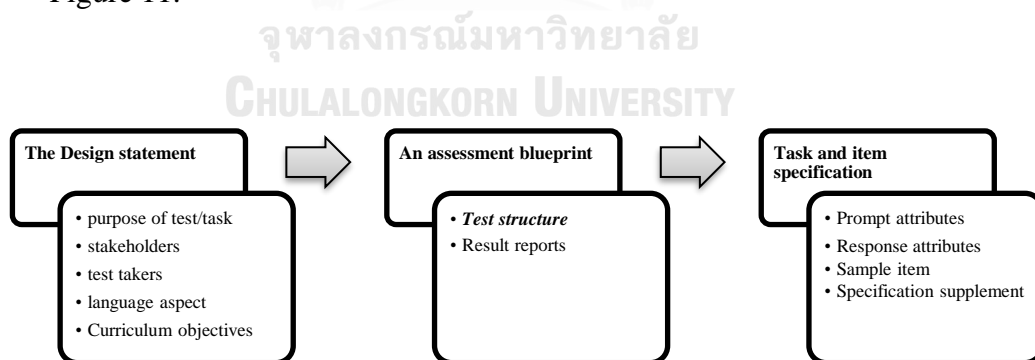 Figure 11.
จุฬาลงกรณ์มหาวิทยาลัย
CHULALONGKORN UNIVERSITY
The Design statement
• purpose of test/task
• stakeholders
• test takers
• language aspect
• Curriculum objectives
An assessment blueprint
• Test structure
• Result reports
Task and item
specification
• Prompt attributes
• Response attributes
• Sample item
• Specification supplement